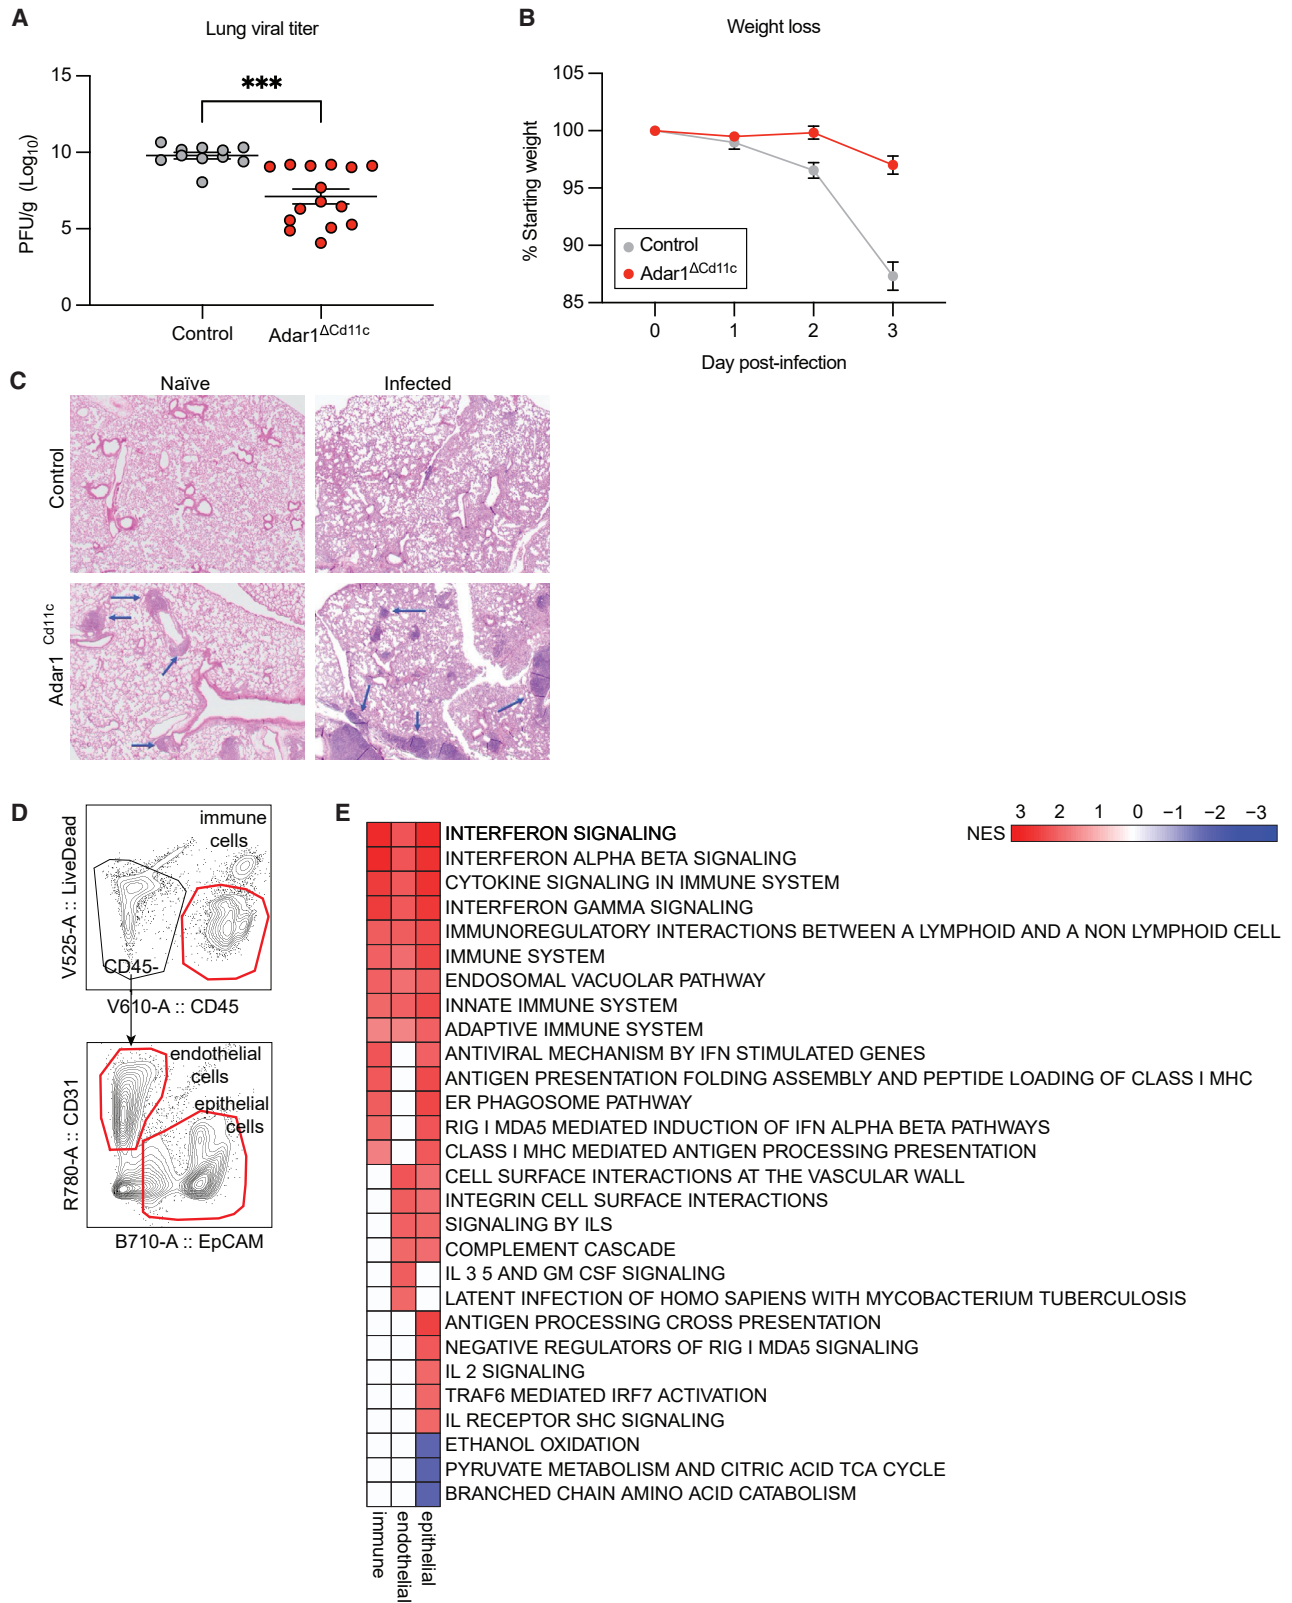 A
Lung viral titer
***
PFU/g (Log10)
15
10
5
0
Control
Adar1ΔCd11c
B
Weight loss
% Starting weight
105
100
95
90
85
Control
Adar1ΔCd11c
0 1 2 3
Day post-infection
C
Naïve Infected
Control
Adar1 Cd11c
D
V525-A :: LiveDead
immune
cells
CD45-
V610-A :: CD45
R780-A :: CD31
endothelial
cells
epithelial
cells
B710-A :: EpCAM
E
NES
3 2 1 0 −1 −2 −3
INTERFERON SIGNALING
INTERFERON ALPHA BETA SIGNALING
CYTOKINE SIGNALING IN IMMUNE SYSTEM
INTERFERON GAMMA SIGNALING
IMMUNOREGULATORY INTERACTIONS BETWEEN A LYMPHOID AND A NON LYMPHOID CELL
IMMUNE SYSTEM
ENDOSOMAL VACUOLAR PATHWAY
INNATE IMMUNE SYSTEM
ADAPTIVE IMMUNE SYSTEM
ANTIVIRAL MECHANISM BY IFN STIMULATED GENES
ANTIGEN PRESENTATION FOLDING ASSEMBLY AND PEPTIDE LOADING OF CLASS I MHC
ER PHAGOSOME PATHWAY
RIG I MDA5 MEDIATED INDUCTION OF IFN ALPHA BETA PATHWAYS
CLASS I MHC MEDIATED ANTIGEN PROCESSING PRESENTATION
CELL SURFACE INTERACTIONS AT THE VASCULAR WALL
INTEGRIN CELL SURFACE INTERACTIONS
SIGNALING BY ILS
COMPLEMENT CASCADE
IL 3 5 AND GM CSF SIGNALING
LATENT INFECTION OF HOMO SAPIENS WITH MYCOBACTERIUM TUBERCULOSIS
ANTIGEN PROCESSING CROSS PRESENTATION
NEGATIVE REGULATORS OF RIG I MDA5 SIGNALING
IL 2 SIGNALING
TRAF6 MEDIATED IRF7 ACTIVATION
IL RECEPTOR SHC SIGNALING
ETHANOL OXIDATION
PYRUVATE METABOLISM AND CITRIC ACID TCA CYCLE
BRANCHED CHAIN AMINO ACID CATABOLISM
immune
endothelial
epithelial